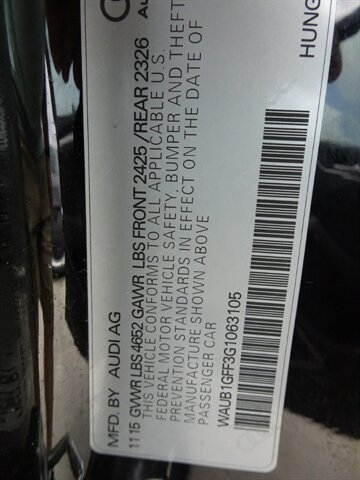 Au
HUNG
MFD. BY AUDI AG
11 15 GVWR LBS 4652 GAWR LBS FRONT 2425 /REAR 2326
THIS VEHICLE CONFORMS TO ALL APPLICABLE U.S.
FEDERAL MOTOR VEHICLE SAFETY, BUMPER AND THEFT
PREVENTION STANDARDS IN EFFECT ON THE DATE OF
MANUFACTURE SHOWN ABOVE
PASSENGER CAR
WAUB1GFF3G1063105